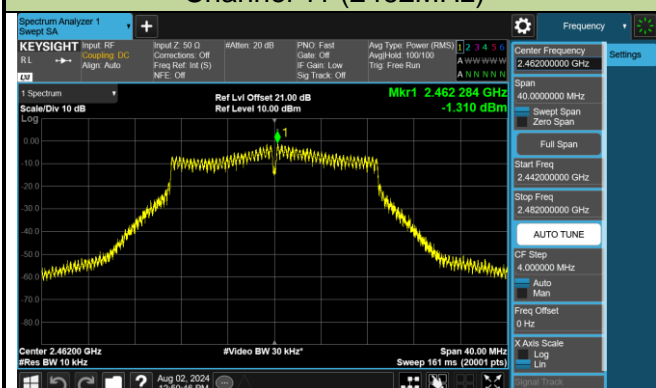 Spectrum Analyzer 1
Swept SA
Frequency
Settings
KEYSIGHT
Input: RF
Coupling: DC
Align: Auto
Input Z: 50 Ω
Corrections: Off
Freq Ref: Int (S)
NFE: Off
#Atten: 20 dB
PNO: Fast
Gate: Off
IF Gain: Low
Sig Track: Off
Avg Type: Power (RMS)
Avg|Hold: 100/100
Trig: Free Run
1 2 3 4 5 6
A W W W W W
A N N N N N
R L
LXI
1 Spectrum
Scale/Div 10 dB
Log
Ref Lvl Offset 21.00 dB
Ref Level 10.00 dBm
Mkr1 2.462 284 GHz
-1.310 dBm
1
0.00
-10.0
-20.0
-30.0
-40.0
-50.0
-60.0
-70.0
-80.0
Center 2.46200 GHz
#Res BW 10 kHz
#Video BW 30 kHz*
Span 40.00 MHz
Sweep 161 ms (20001 pts)
Center Frequency
2.462000000 GHz
Span
40.0000000 MHz
Swept Span
Zero Span
Full Span
Start Freq
2.442000000 GHz
Stop Freq
2.482000000 GHz
AUTO TUNE
CF Step
4.000000 MHz
Auto
Man
Freq Offset
0 Hz
X Axis Scale
Log
Lin
Signal Track
Aug 02, 2024